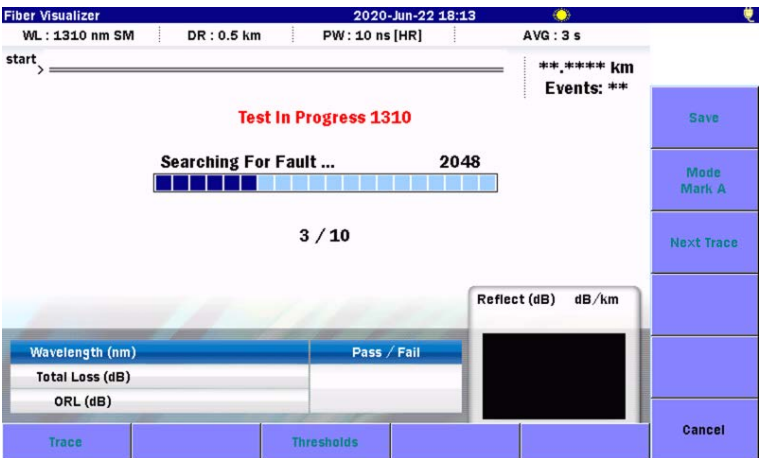 Fiber Visualizer 2020-Jun-22 18:13
WL : 1310 nm SM DR : 0.5 km PW : 10 ns [HR] AVG : 3 s
start
**.**** km
Events: **
Test In Progress 1310
Searching For Fault ... 2048
3 / 10
Reflect (dB) dB/km
Wavelength (nm) Pass / Fail
Total Loss (dB)
ORL (dB)
Trace Thresholds
Save
Mode
Mark A
Next Trace
Cancel